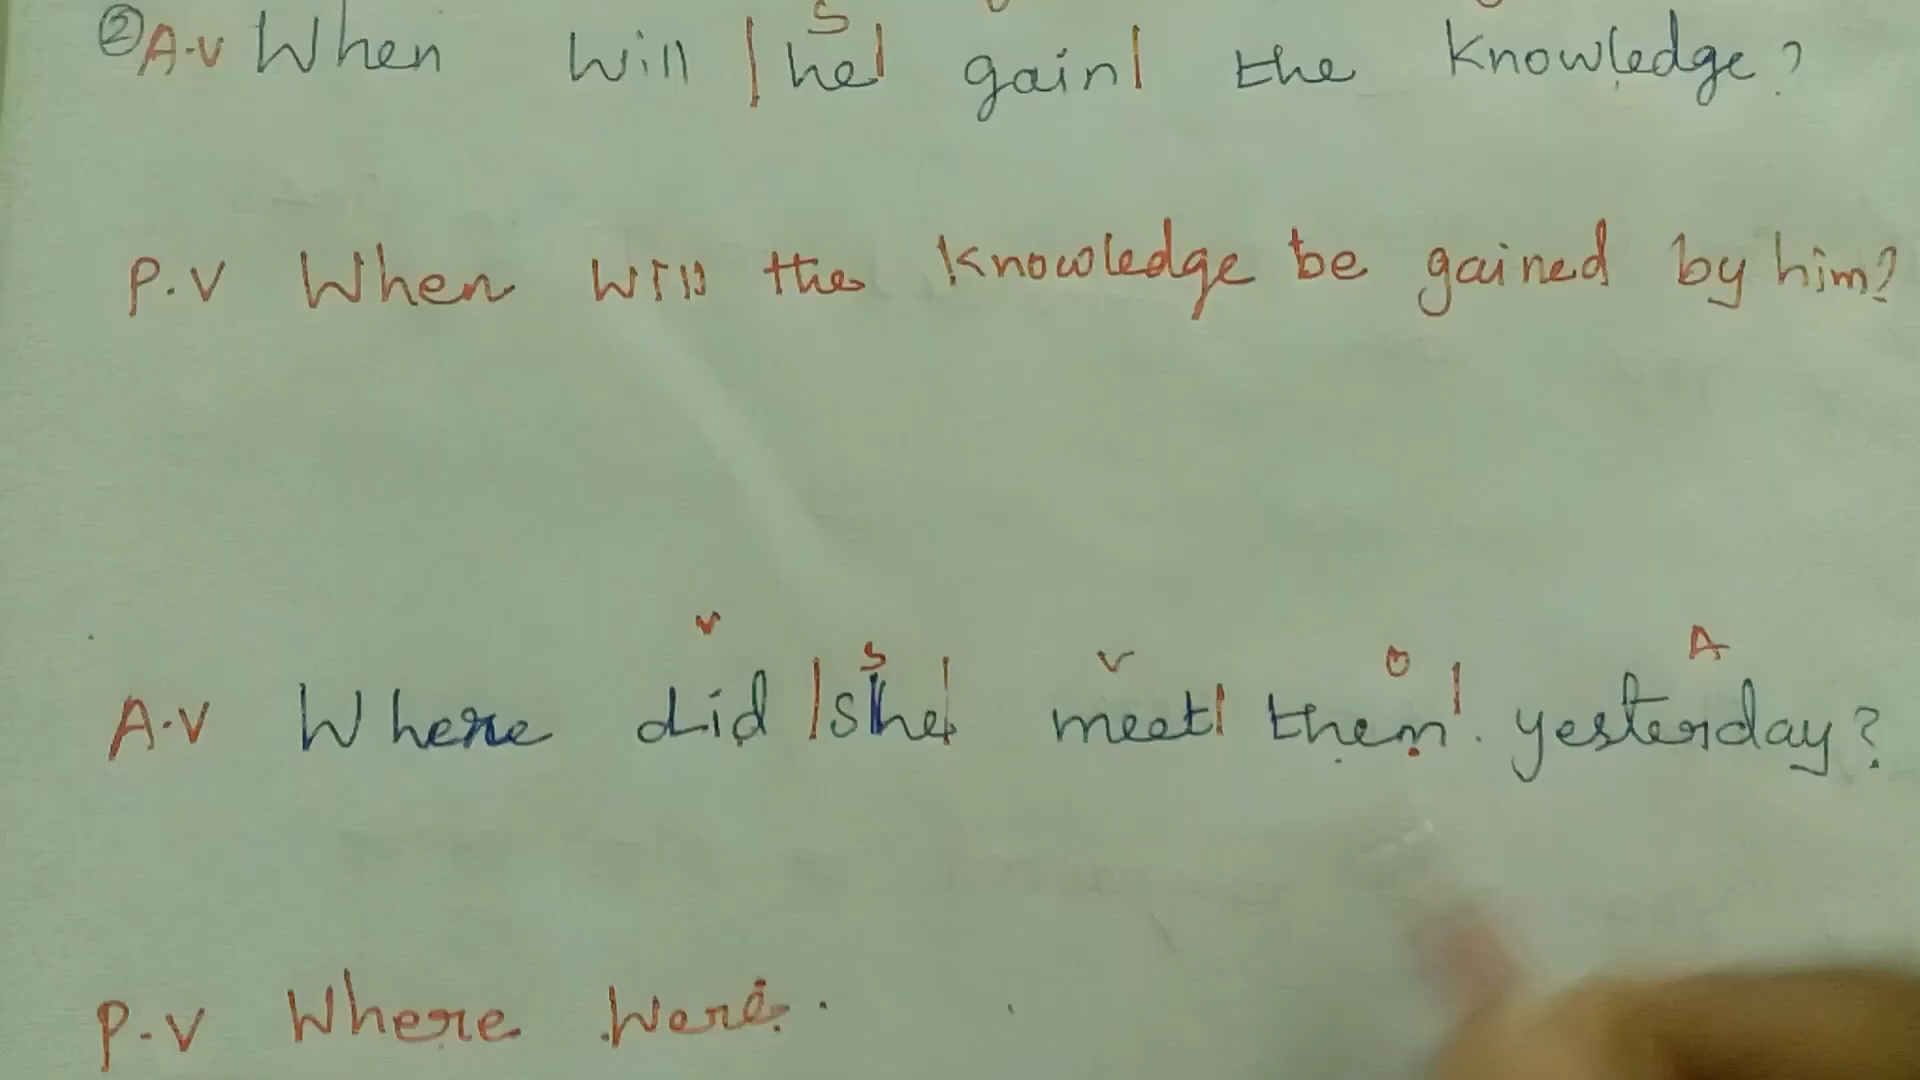 S
② A.V When will | he | gain | the knowledge?
P.V When will the knowledge be gained by him?
v S v O A
A.V Where did | she | meet | them | yesterday?
P.V Where were